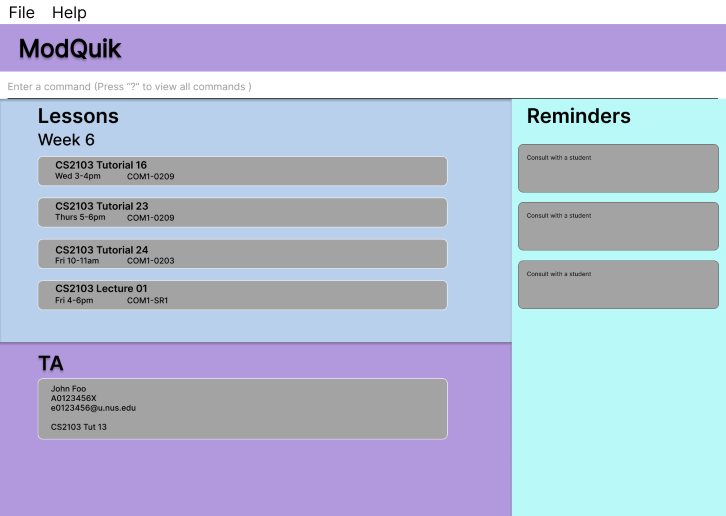 File Help
ModQuik
Enter a command (Press "?" to view all commands )
Lessons
Week 6
CS2103 Tutorial 16
Wed 3-4pm COM1-0209
CS2103 Tutorial 23
Thurs 5-6pm COM1-0209
CS2103 Tutorial 24
Fri 10-11am COM1-0203
CS2103 Lecture 01
Fri 4-6pm COM1-SR1
TA
John Foo
A0123456X
e0123456@u.nus.edu
CS2103 Tut 13
Reminders
Consult with a student
Consult with a student
Consult with a student